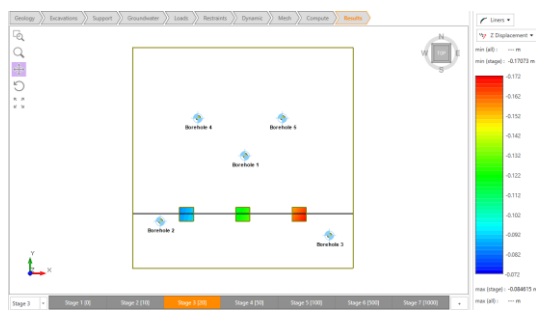 Geology Excavations Support Groundwater Loads Restraints Dynamic Mesh Compute Results
Liners
Z Displacement
min (all) : --- m
min (stage) : -0.17073 m
-0.172
-0.162
-0.152
-0.142
-0.132
-0.122
-0.112
-0.102
-0.092
-0.082
-0.072
max (stage) : -0.084615 m
max (all) : --- m
N
W TOP E
S
Borehole 4
Borehole 1
Borehole 2
Borehole 3
Y
X
Stage 3 Stage 1 [0] Stage 2 [10] Stage 3 [20] Stage 4 [50] Stage 5 [100] Stage 6 [500] Stage 7 [1000]